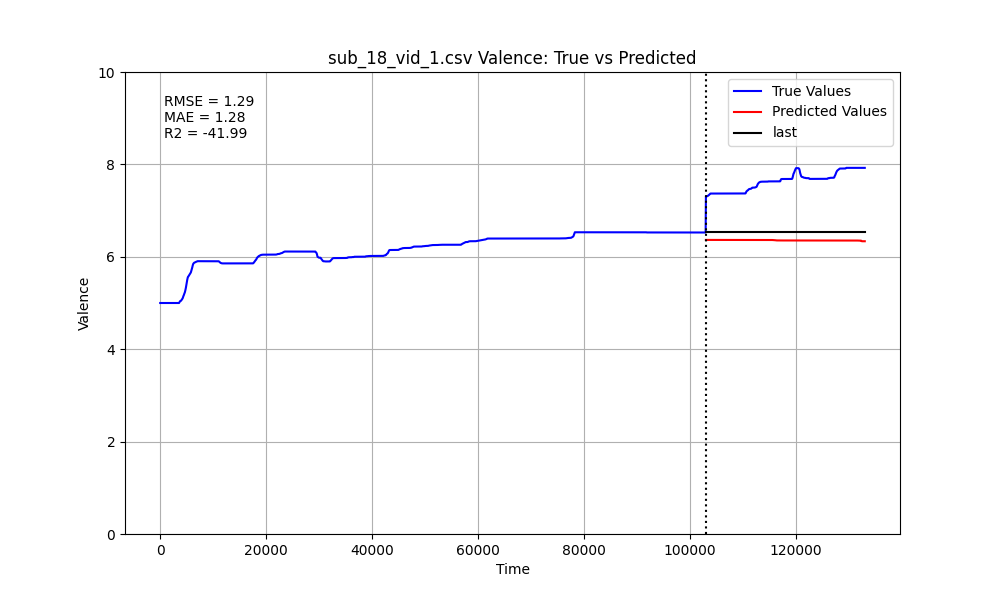 sub_18_vid_1.csv Valence: True vs Predicted
10
8
6
4
2
0
Valence
RMSE = 1.29
MAE = 1.28
R2 = -41.99
True Values
Predicted Values
last
0 20000 40000 60000 80000 100000 120000
Time